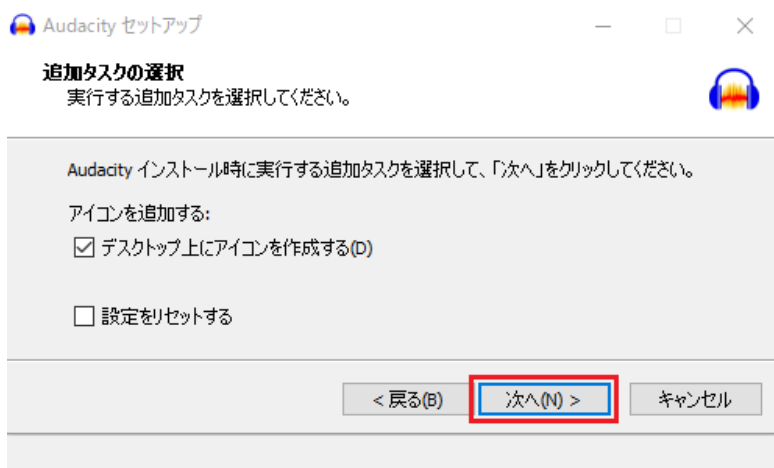 Audacity セットアップ
追加タスクの選択
実行する追加タスクを選択してください。
Audacity インストール時に実行する追加タスクを選択して、「次へ」をクリックしてください。
アイコンを追加する:
デスクトップ上にアイコンを作成する(D)
設定をリセットする
< 戻る(B) 次へ(N) > キャンセル